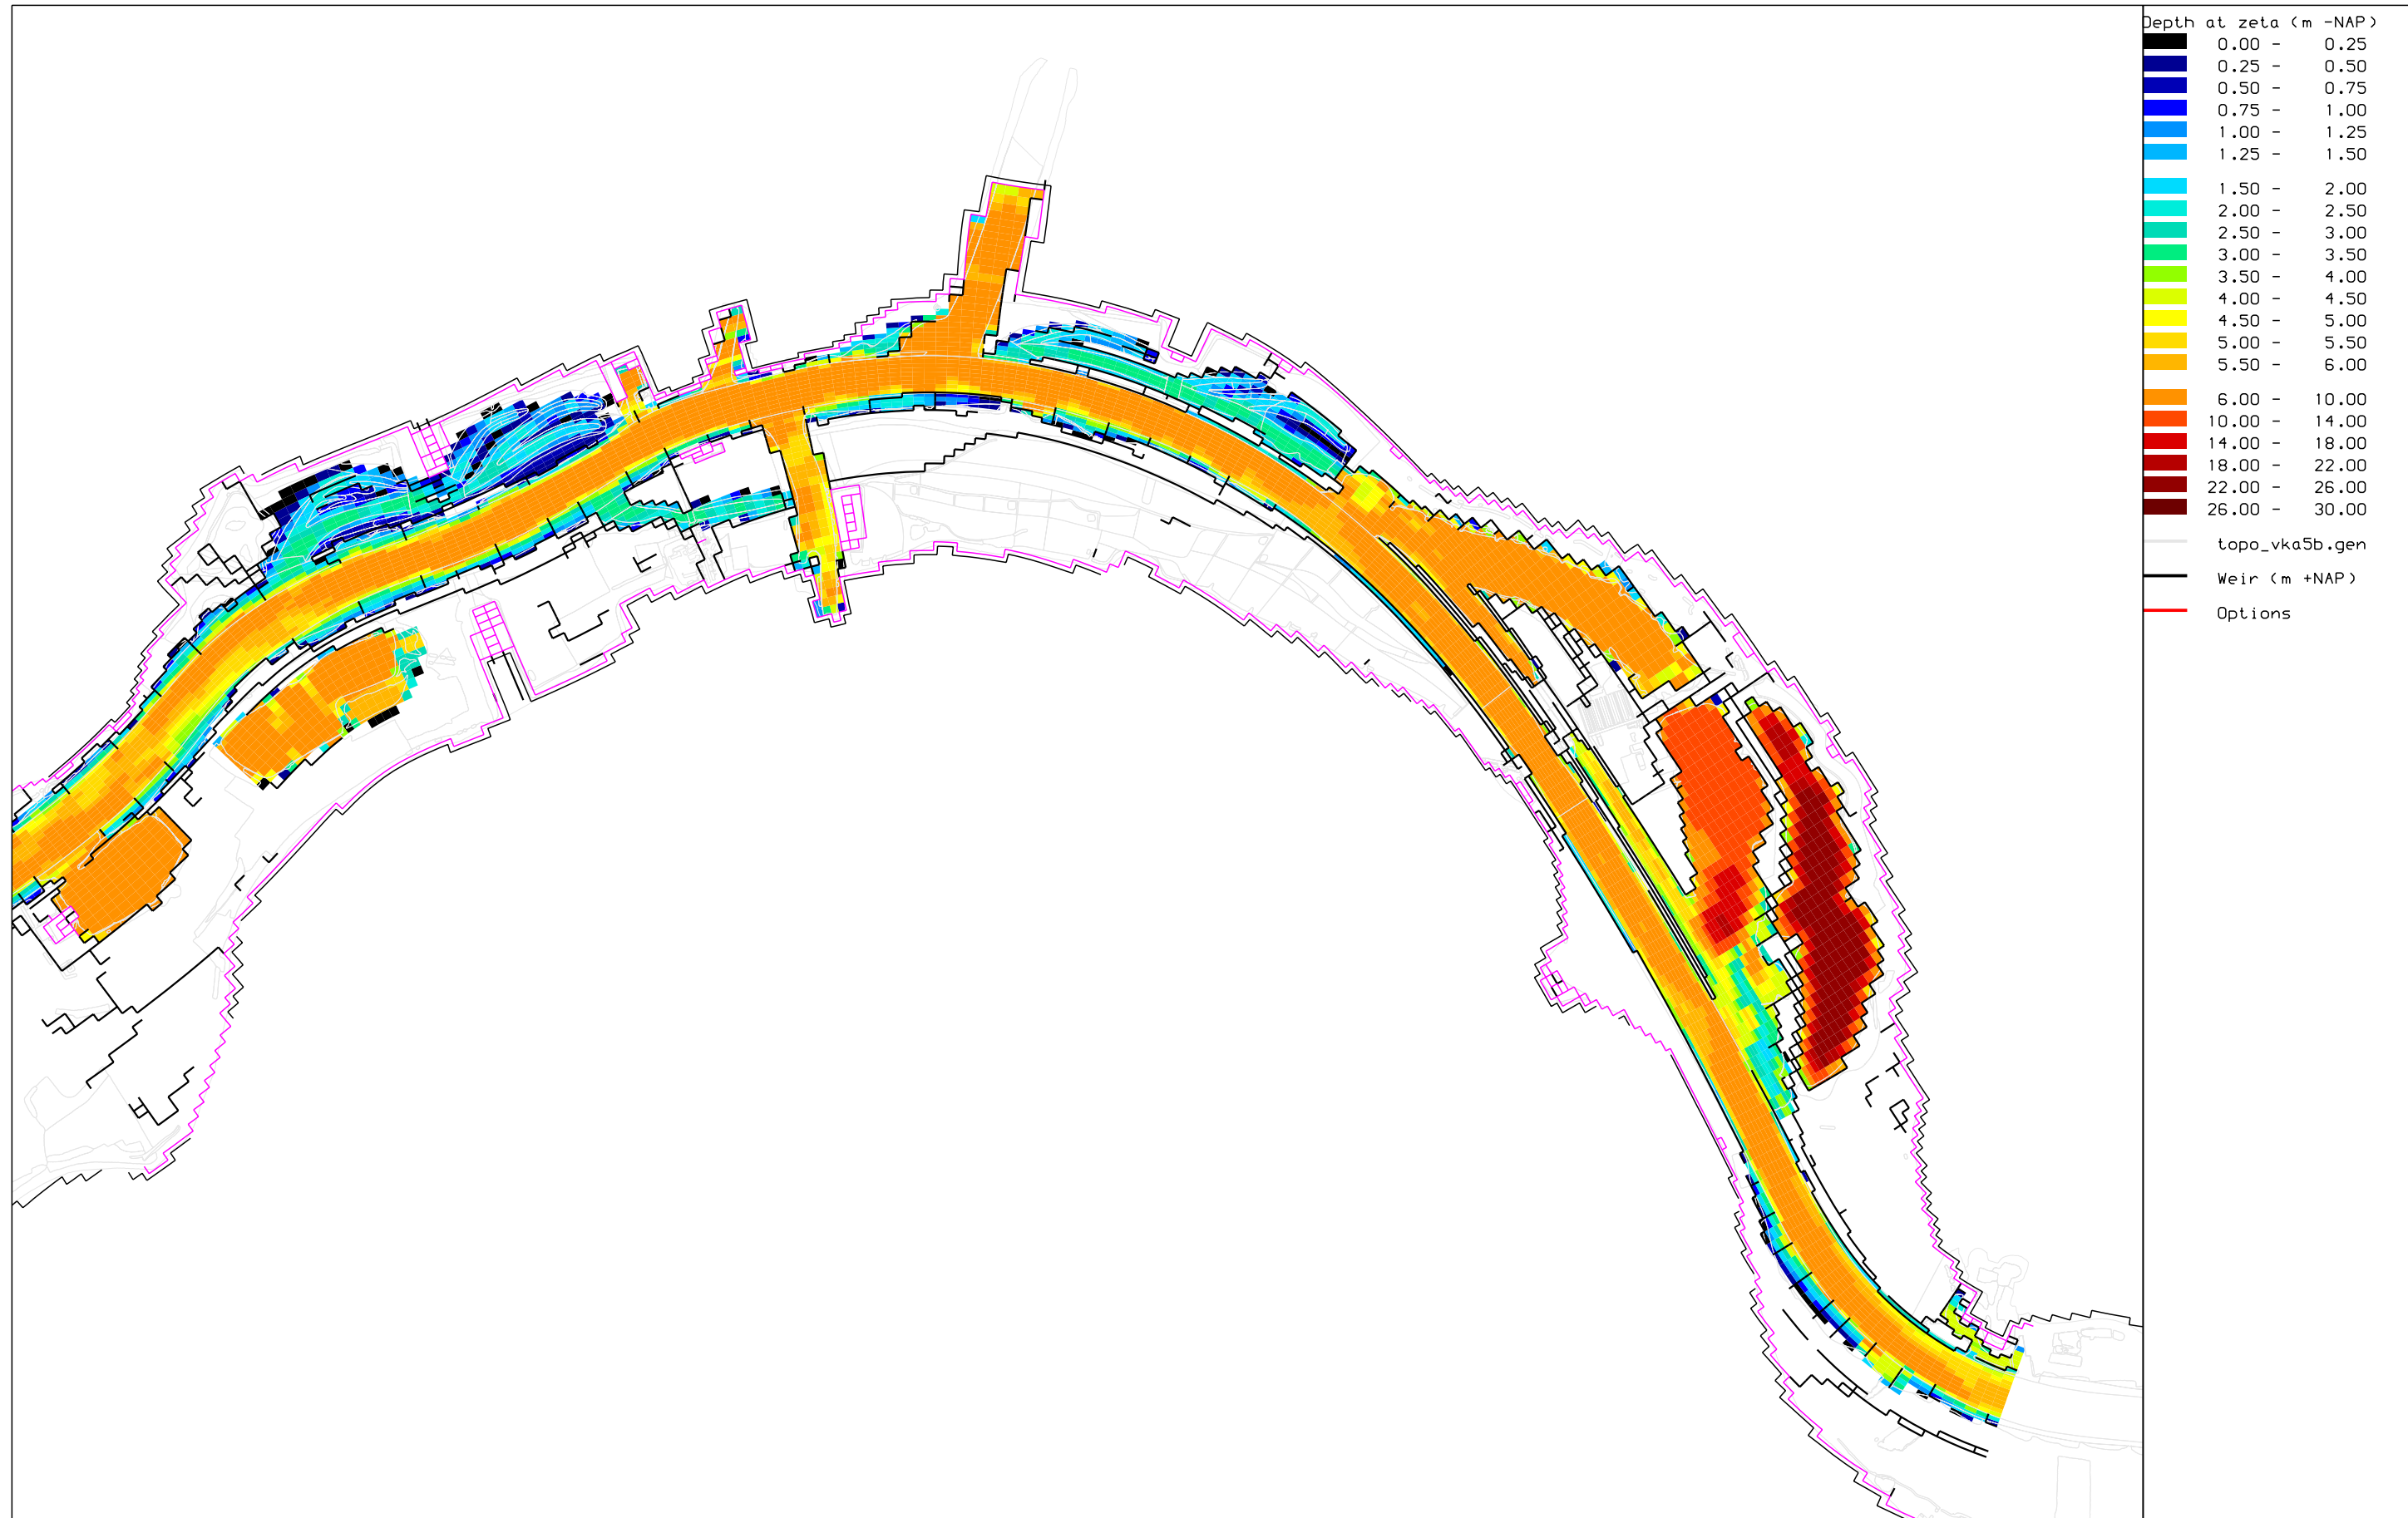 Depth at zeta (m -NAP)
0.00 - 0.25
0.25 - 0.50
0.50 - 0.75
0.75 - 1.00
1.00 - 1.25
1.25 - 1.50
1.50 - 2.00
2.00 - 2.50
2.50 - 3.00
3.00 - 3.50
3.50 - 4.00
4.00 - 4.50
4.50 - 5.00
5.00 - 5.50
5.50 - 6.00
6.00 - 10.00
10.00 - 14.00
14.00 - 18.00
18.00 - 22.00
22.00 - 26.00
26.00 - 30.00
topo_vka5b.gen
Weir (m +NAP)
Options